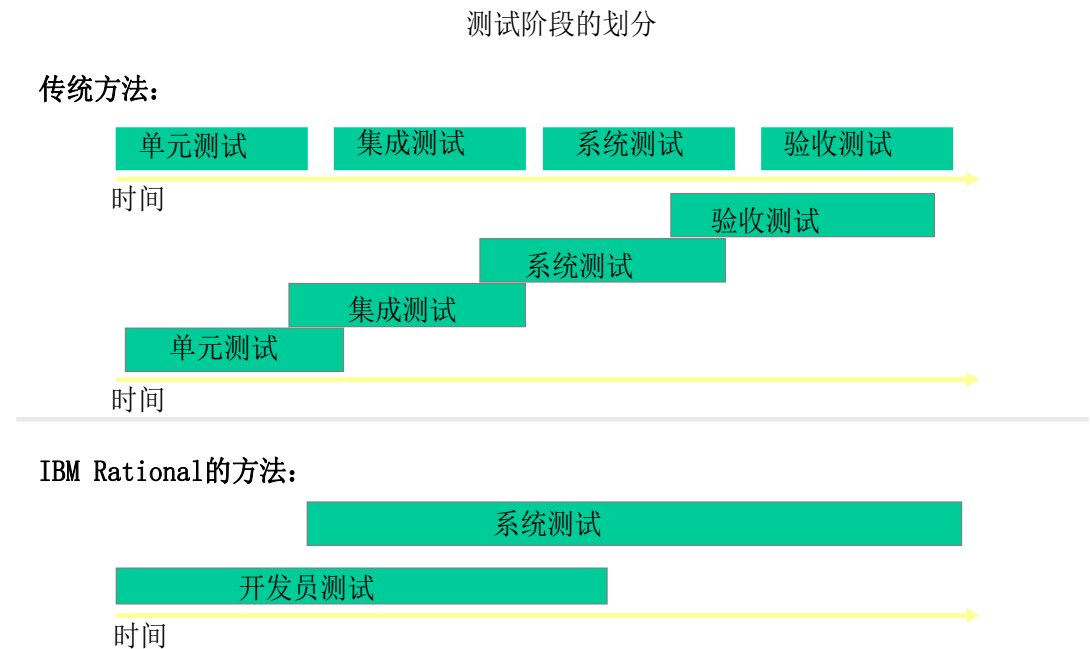 测试阶段的划分
传统方法：
单元测试 集成测试 系统测试 验收测试
时间
验收测试
系统测试
集成测试
单元测试
时间
IBM Rational的方法：
系统测试
开发员测试
时间